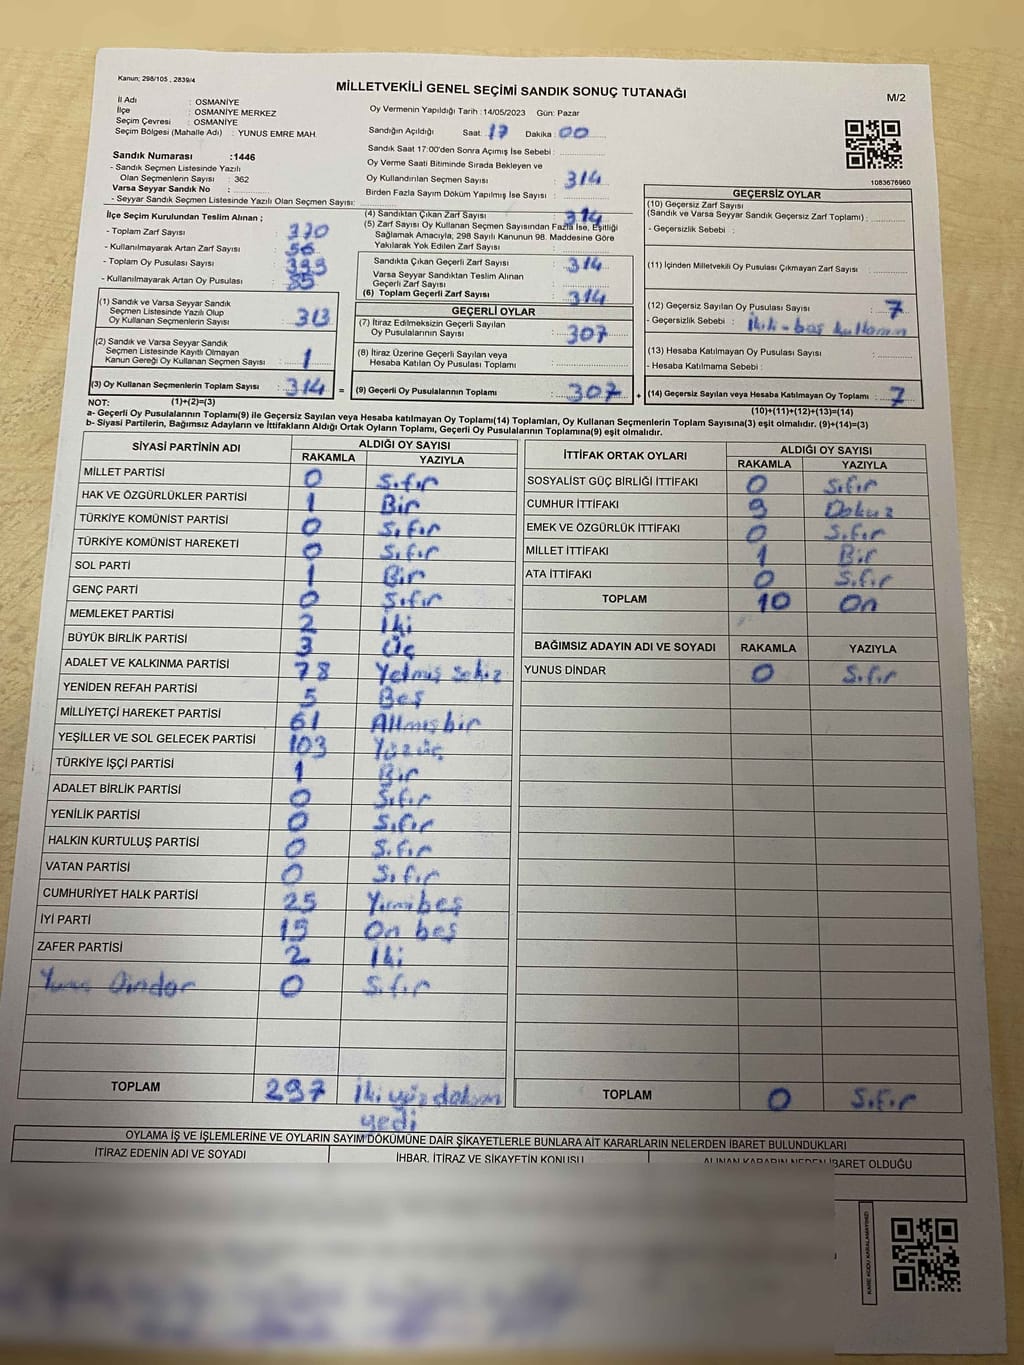 Kanun; 298/105 , 2839/4
MİLLETVEKİLİ GENEL SEÇİMİ SANDIK SONUÇ TUTANAĞI
M/2
İl Adı : OSMANİYE
İlçe : OSMANİYE MERKEZ
Seçim Çevresi : OSMANİYE
Seçim Bölgesi (Mahalle Adı) : YUNUS EMRE MAH.
Oy Vermenin Yapıldığı Tarih :14/05/2023 Gün: Pazar
Sandığın Açıldığı Saat: 17 Dakika : 00
Sandık Saat 17:00'den Sonra Açımış İse Sebebi :
Oy Verme Saati Bitiminde Sırada Bekleyen ve
Oy Kullandırılan Seçmen Sayısı : 314
Birden Fazla Sayım Döküm Yapılmış İse Sayısı :
Sandık Numarası :1446
- Sandık Seçmen Listesinde Yazılı
Olan Seçmenlerin Sayısı : 362
Varsa Seyyar Sandık No :
- Seyyar Sandık Seçmen Listesinde Yazılı Olan Seçmen Sayısı:
1083676960
İlçe Seçim Kurulundan Teslim Alınan ;
- Toplam Zarf Sayısı : 370
- Kullanılmayarak Artan Zarf Sayısı : 56
- Toplam Oy Pusulası Sayısı :
- Kullanılmayarak Artan Oy Pusulası :
(1) Sandık ve Varsa Seyyar Sandık
Seçmen Listesinde Yazılı Olup
Oy Kullanan Seçmenlerin Sayısı : 313
(2) Sandık ve Varsa Seyyar Sandık
Seçmen Listesinde Kayıtlı Olmayan
Kanun Gereği Oy Kullanan Seçmen Sayısı : 1
(3) Oy Kullanan Seçmenlerin Toplam Sayısı : 314 =
(4) Sandıktan Çıkan Zarf Sayısı : 314
(5) Zarf Sayısı Oy Kullanan Seçmen Sayısından Fazla İse, Eşitliği
Sağlamak Amacıyla; 298 Sayılı Kanunun 98. Maddesine Göre
Yakılarak Yok Edilen Zarf Sayısı :
Sandıkta Çıkan Geçerli Zarf Sayısı : 314
Varsa Seyyar Sandıktan Teslim Alınan
Geçerli Zarf Sayısı :
(6) Toplam Geçerli Zarf Sayısı : 314
GEÇERLİ OYLAR
(7) İtiraz Edilmeksizin Geçerli Sayılan
Oy Pusulasının Sayısı : 307
(8) İtiraz Üzerine Geçerli Sayılan veya
Hesaba Katılan Oy Pusulası Toplamı :
(9) Geçerli Oy Pusulalarının Toplamı : 307 +
GEÇERSİZ OYLAR
(10) Geçersiz Zarf Sayısı
(Sandık ve Varsa Seyyar Sandık Geçersiz Zarf Toplamı) :
- Geçersizlik Sebebi :
(11) İçinden Milletvekili Oy Pusulası Çıkmayan Zarf Sayısı :
(12) Geçersiz Sayılan Oy Pusulası Sayısı : 7
- Geçersizlik Sebebi :
(13) Hesaba Katılmayan Oy Pusulası Sayısı :
- Hesaba Katılmama Sebebi :
(14) Geçersiz Sayılan veya Hesaba Katılmayan Oy Pusulası Toplamı : 7
NOT: (1)+(2)=(3)
(10)+(11)+(12)+(13)=(14)
a- Geçerli Oy Pusulalarının Toplamı(9) ile Geçersiz Sayılan veya Hesaba katılmayan Oy Toplamı(14) Toplamları, Oy Kullanan Seçmenlerin Toplam Sayısına(3) eşit olmalıdır. (9)+(14)=(3)
b- Siyasi Partilerin, Bağımsız Adayların ve İttifakların Aldığı Ortak Oyların Toplamı, Geçerli Oy Pusulalarının Toplamına(9) eşit olmalıdır.
SİYASİ PARTİNİN ADI ALDIĞI OY SAYISI
RAKAMLA YAZIYLA
MİLLET PARTİSİ 0 Sıfır
HAK VE ÖZGÜRLÜKLER PARTİSİ 1 Bir
TÜRKİYE KOMÜNİST PARTİSİ 0 Sıfır
TÜRKİYE KOMÜNİST HAREKETİ 0 Sıfır
SOL PARTİ 1 Bir
GENÇ PARTİ 0 Sıfır
MEMLEKET PARTİSİ 2 İki
BÜYÜK BİRLİK PARTİSİ 3 Üç
ADALET VE KALKINMA PARTİSİ 78 Yetmiş Sekiz
YENİDEN REFAH PARTİSİ 5 Beş
MİLLİYETÇİ HAREKET PARTİSİ 61 Altmışbir
YEŞİLLER VE SOL GELECEK PARTİSİ 103 Yüzüç
TÜRKİYE İŞÇİ PARTİSİ 1 Bir
ADALET BİRLİK PARTİSİ 0 Sıfır
YENİLİK PARTİSİ 0 Sıfır
HALKIN KURTULUŞ PARTİSİ 0 Sıfır
VATAN PARTİSİ 0 Sıfır
CUMHURİYET HALK PARTİSİ 25 Yirmibeş
İYİ PARTİ 15 On beş
ZAFER PARTİSİ 2 İki
Yunus Dindar 0 Sıfır
TOPLAM 297 İki yüz doksan
yedi
İTTİFAK ORTAK OYLARI ALDIĞI OY SAYISI
RAKAMLA YAZIYLA
SOSYALİST GÜÇ BİRLİĞİ İTTİFAKI 0 Sıfır
CUMHUR İTTİFAKI 9 Dokuz
EMEK VE ÖZGÜRLÜK İTTİFAKI 0 Sıfır
MİLLET İTTİFAKI 1 Bir
ATA İTTİFAKI 0 Sıfır
TOPLAM 10 On
BAĞIMSIZ ADAYIN ADI VE SOYADI RAKAMLA YAZIYLA
YUNUS DİNDAR 0 Sıfır
TOPLAM 0 Sıfır
OYLAMA İŞ VE İŞLEMLERİNE VE OYLARIN SAYIM DÖKÜMÜNE DAİR ŞİKAYETLERLE BUNLARA AİT KARARLARIN NELERDEN İBARET BULUNDUKLARI
İTİRAZ EDENİN ADI VE SOYADI
İHBAR, İTİRAZ VE ŞİKAYETİN KONUSU
ALINAN KARARIN NEDEN İBARET OLDUĞU
KARE KODU KARALAMAYINIZ!